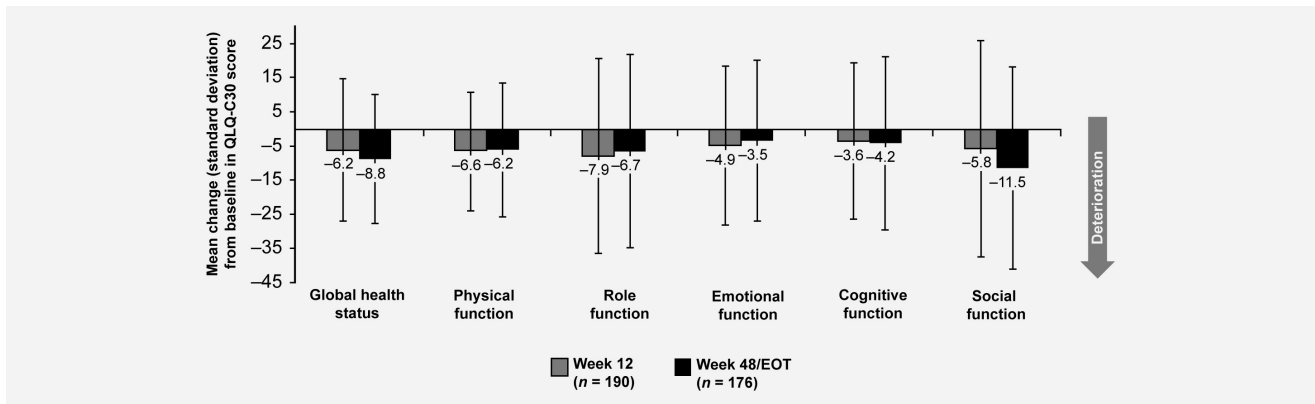 Mean change (standard deviation)
from baseline in QLQ-C30 score
25
15
5
–5
–15
–25
–35
–45
–6.2
–8.8
–6.6
–6.2
–7.9
–6.7
–4.9
–3.5
–3.6
–4.2
–5.8
–11.5
Deterioration
Global health
status
Physical
function
Role
function
Emotional
function
Cognitive
function
Social
function
Week 12
(n = 190)
Week 48/EOT
(n = 176)